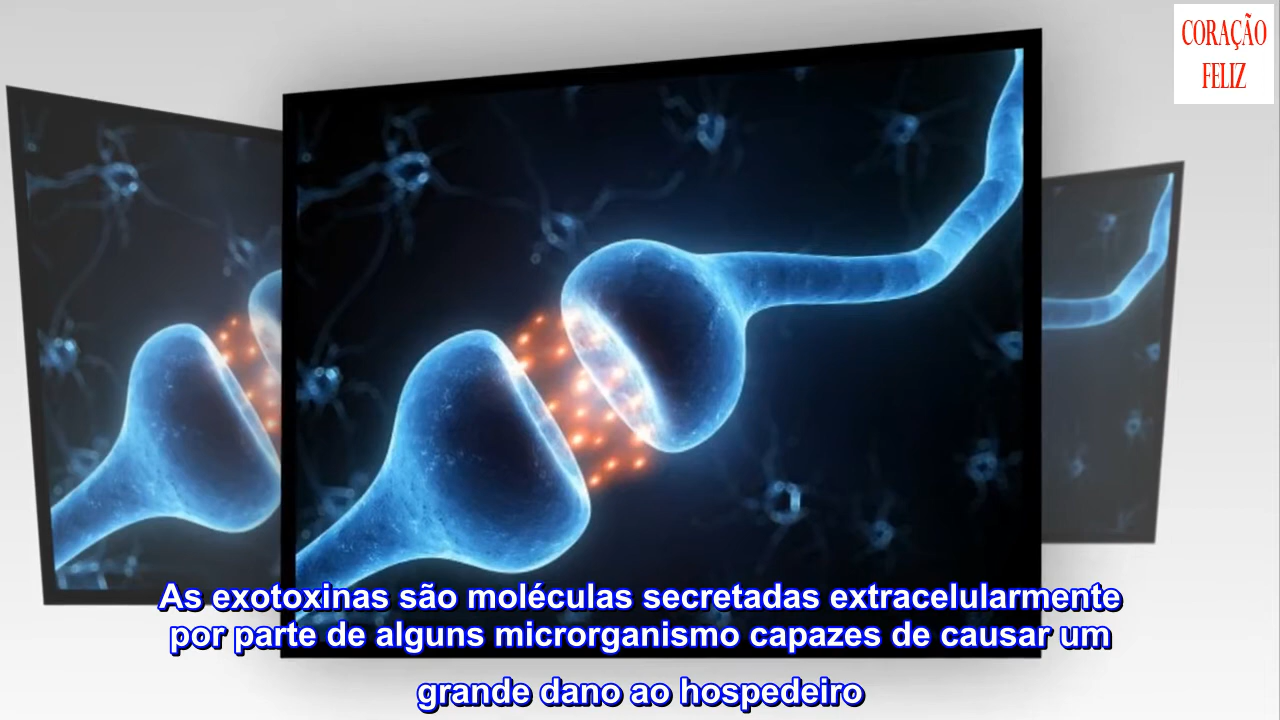 CORAÇÃO
FELIZ
As exotoxinas são moléculas secretadas extracelularmente
por parte de alguns microrganismo capazes de causar um
grande dano ao hospedeiro